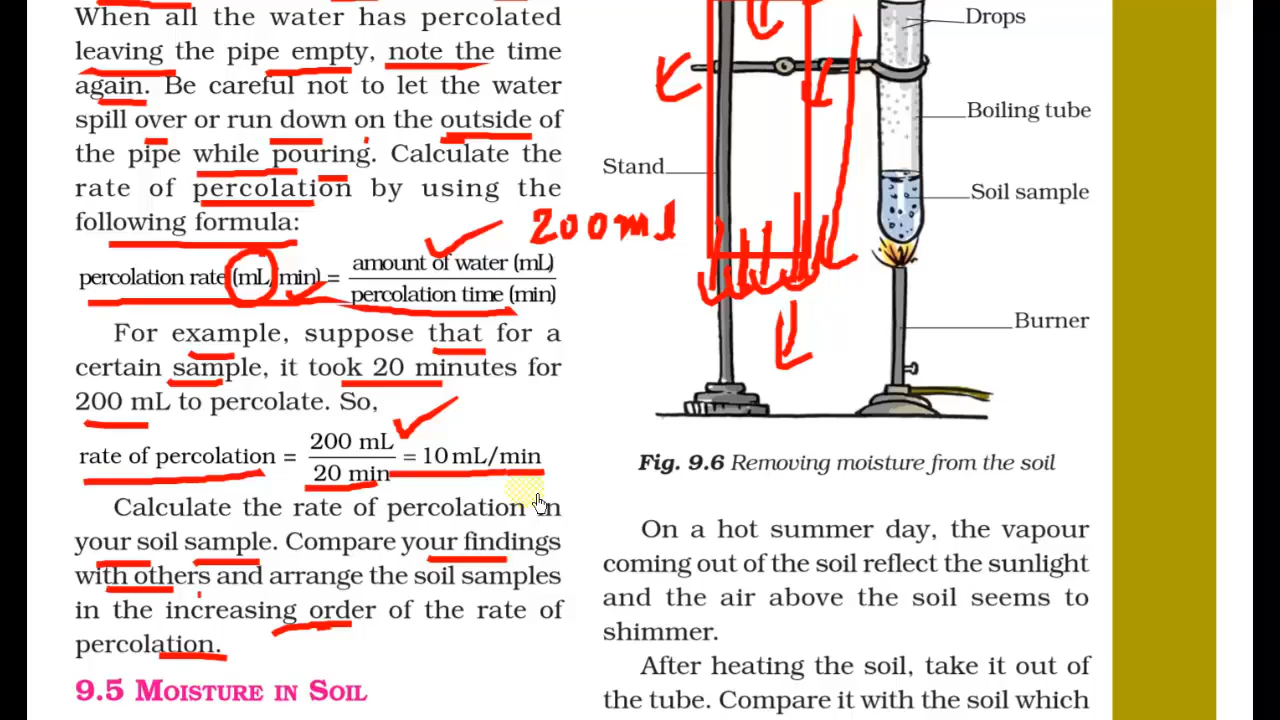 When all the water has percolated
leaving the pipe empty, note the time
again. Be careful not to let the water
spill over or run down on the outside of
the pipe while pouring. Calculate the
rate of percolation by using the
following formula:
200ml
percolation rate (mL/min) = amount of water (mL)
percolation time (min)
For example, suppose that for a
certain sample, it took 20 minutes for
200 mL to percolate. So,
rate of percolation = 200 mL
20 min
= 10 mL/min
Calculate the rate of percolation in
your soil sample. Compare your findings
with others and arrange the soil samples
in the increasing order of the rate of
percolation.
9.5 MOISTURE IN SOIL
Drops
Boiling tube
Stand
Soil sample
Burner
Fig. 9.6 Removing moisture from the soil
On a hot summer day, the vapour
coming out of the soil reflect the sunlight
and the air above the soil seems to
shimmer.
After heating the soil, take it out of
the tube. Compare it with the soil which